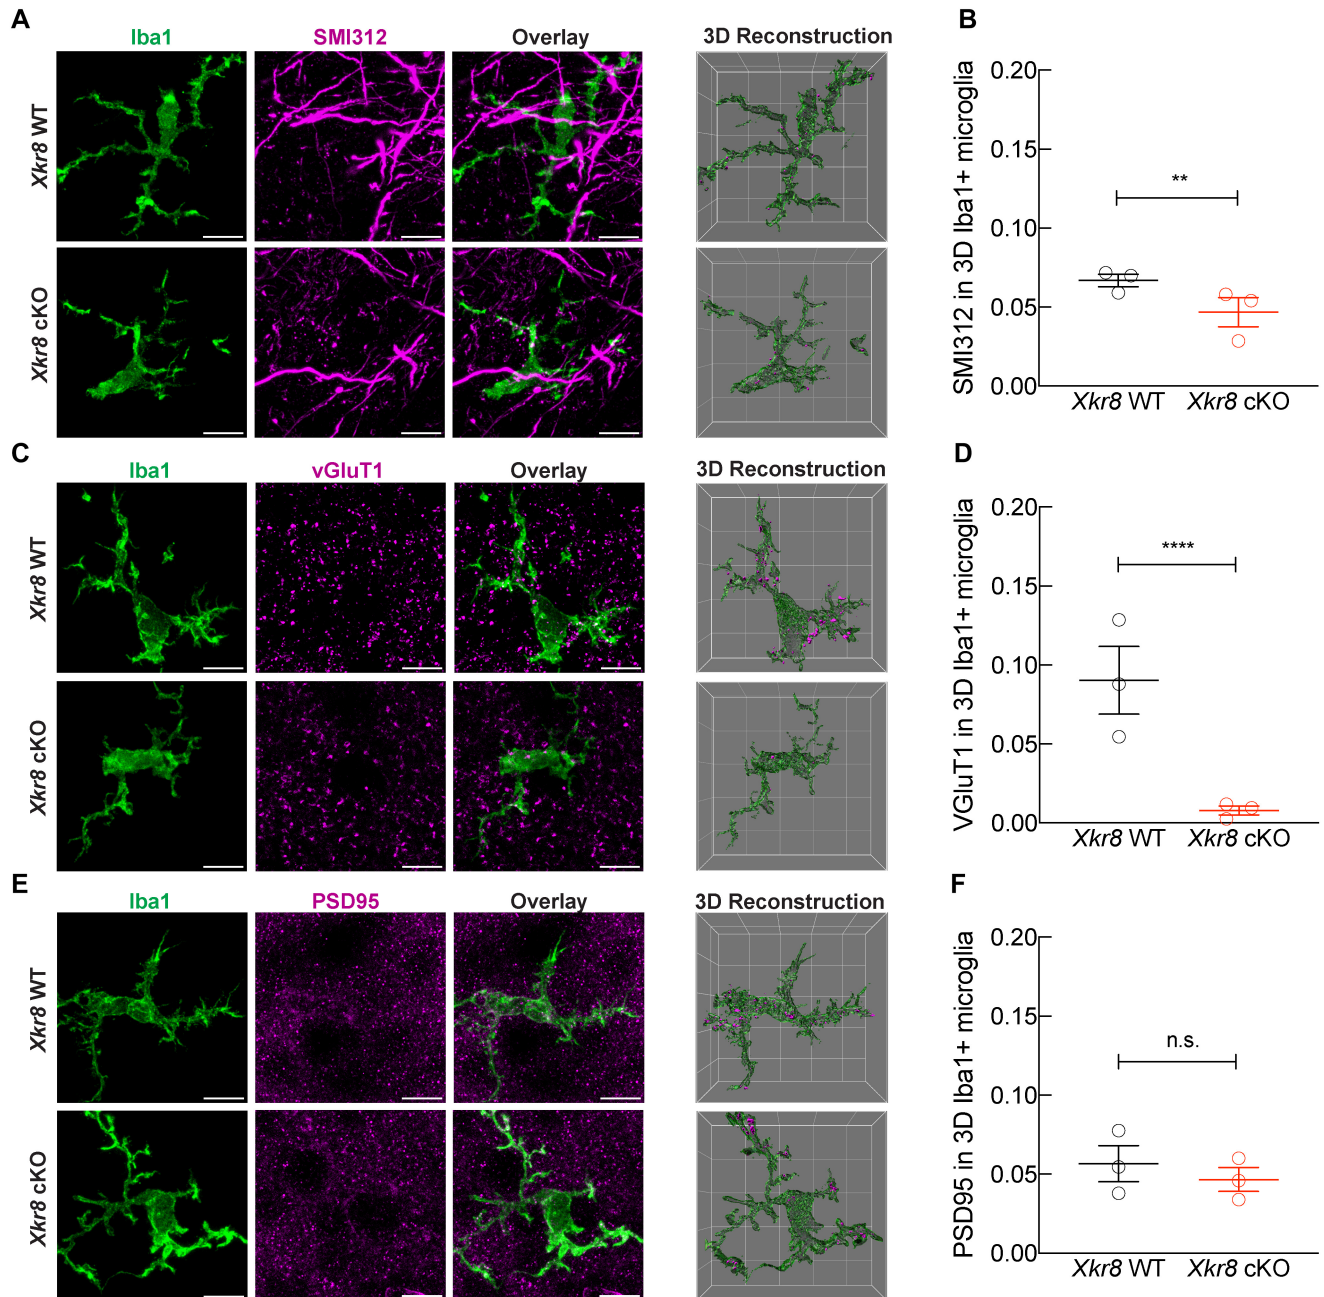 A
Iba1 SMI312 Overlay 3D Reconstruction
Xkr8 WT
Xkr8 cKO
B
SMI312 in 3D Iba1+ microglia
0.20
0.15
0.10
0.05
0.00
**
Xkr8 WT Xkr8 cKO
C
Iba1 vGluT1 Overlay 3D Reconstruction
Xkr8 WT
Xkr8 cKO
D
VGluT1 in 3D Iba1+ microglia
0.20
0.15
0.10
0.05
0.00
****
Xkr8 WT Xkr8 cKO
E
Iba1 PSD95 Overlay 3D Reconstruction
Xkr8 WT
Xkr8 cKO
F
PSD95 in 3D Iba1+ microglia
0.20
0.15
0.10
0.05
0.00
n.s.
Xkr8 WT Xkr8 cKO